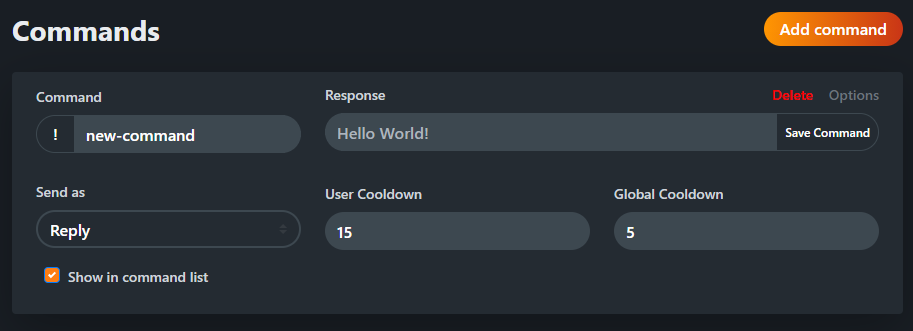 Commands
Add command
Command
Response
Delete
Options
! new-command
Hello World!
Save Command
Send as
User Cooldown
Global Cooldown
Reply
15
5
Show in command list